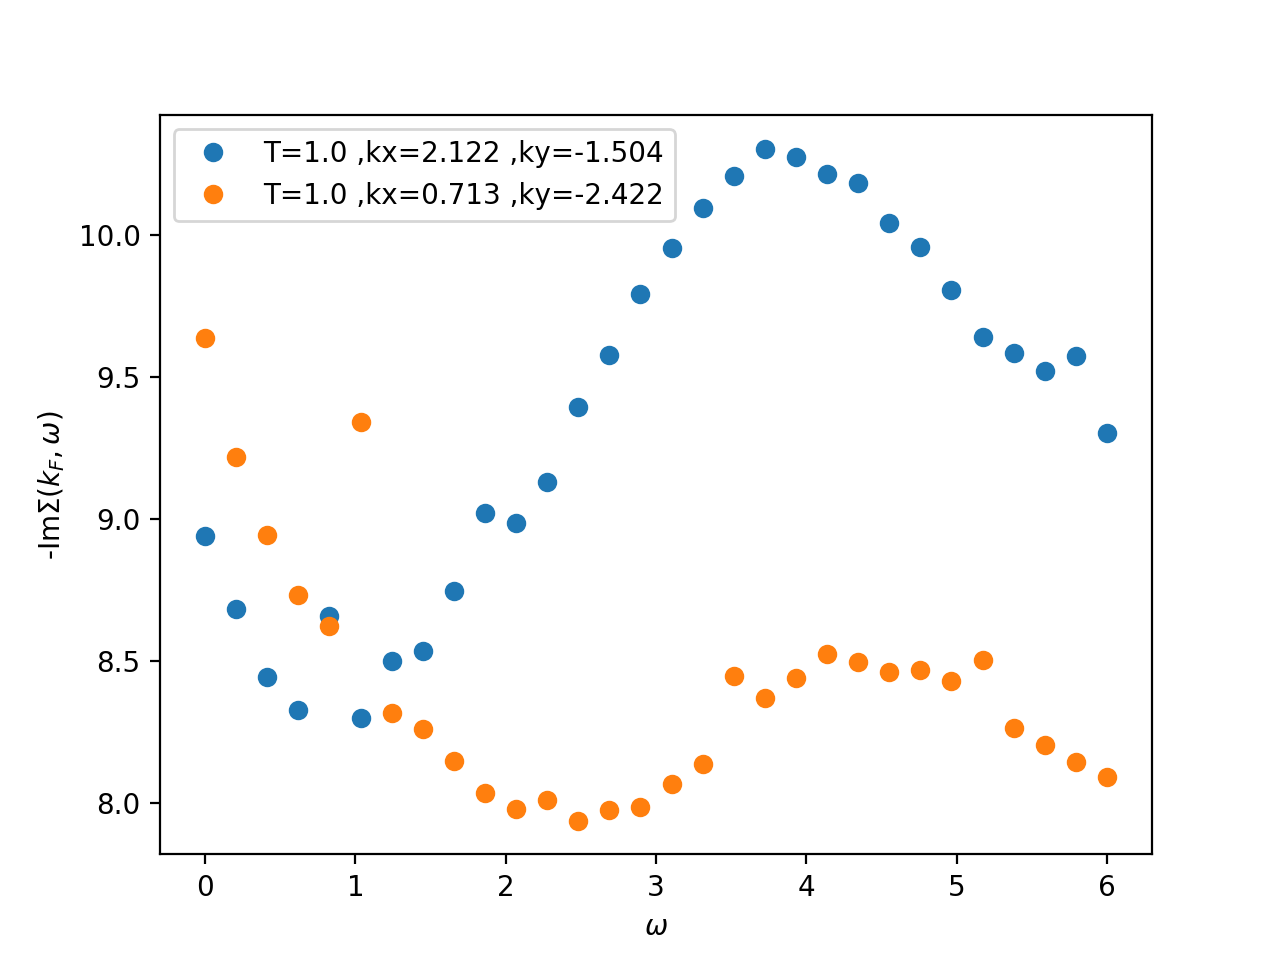 T=1.0 ,kx=2.122 ,ky=-1.504
T=1.0 ,kx=0.713 ,ky=-2.422
10.0
9.5
9.0
8.5
8.0
-ImΣ(k_F, ω)
0 1 2 3 4 5 6
ω